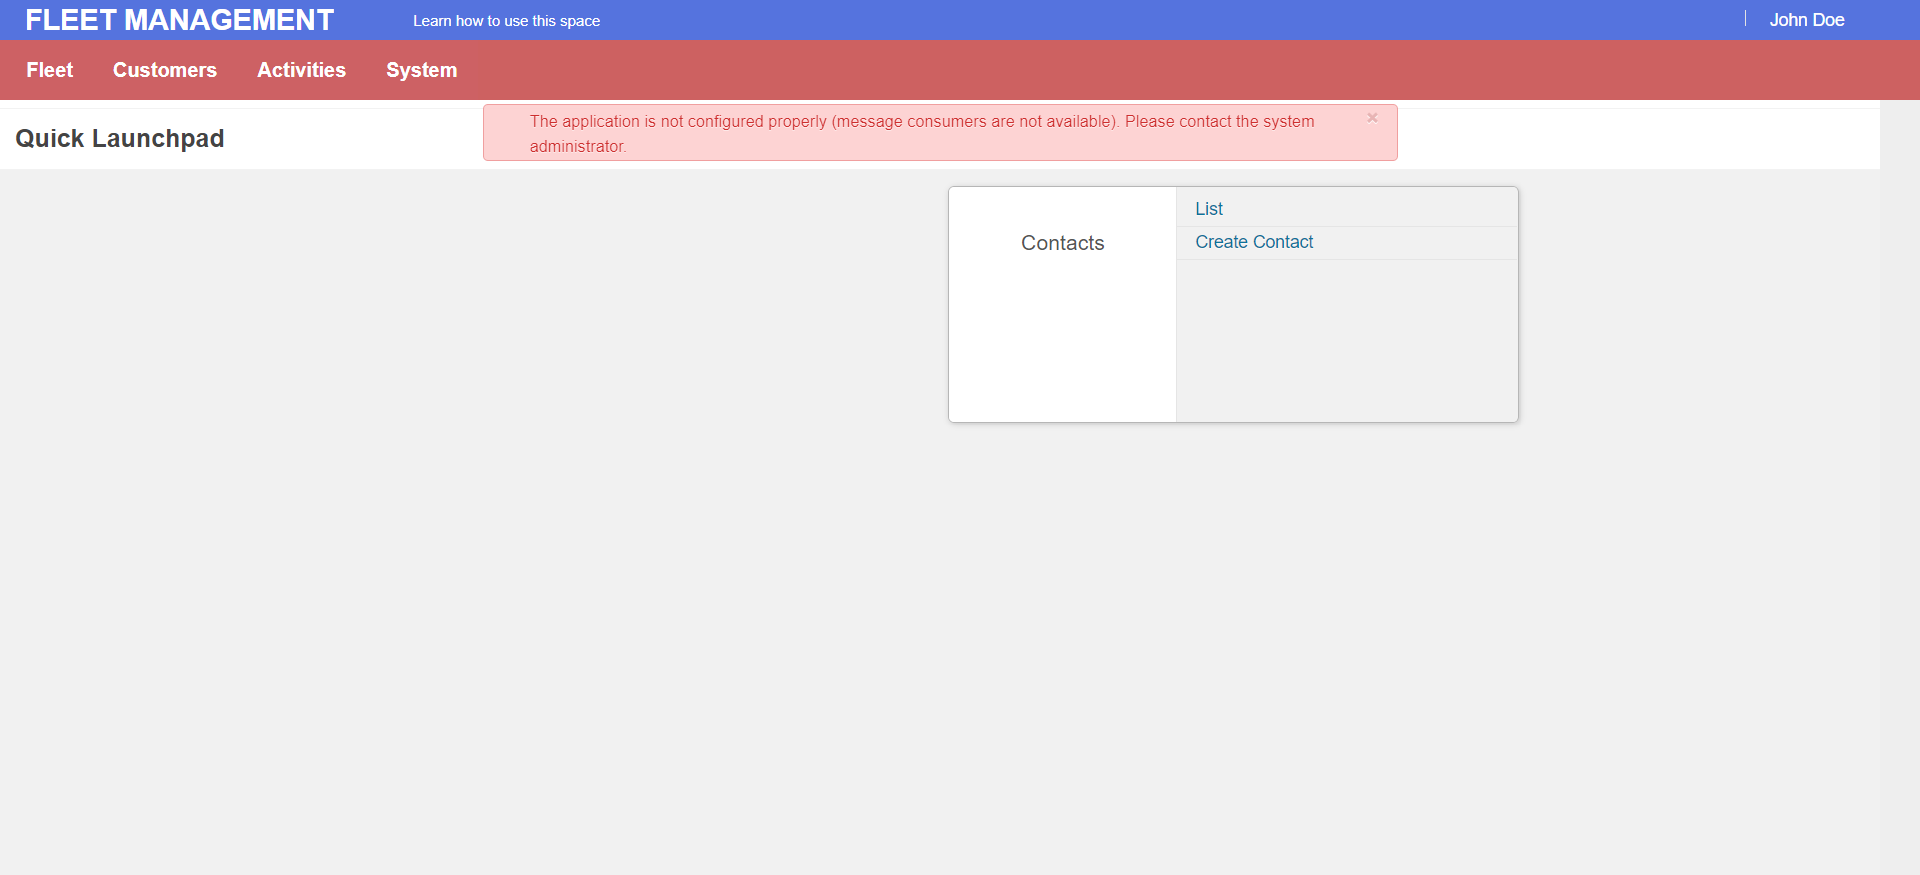 FLEET MANAGEMENT
Learn how to use this space
John Doe
Fleet
Customers
Activities
System
Quick Launchpad
The application is not configured properly (message consumers are not available). Please contact the system
administrator.
×
Contacts
List
Create Contact